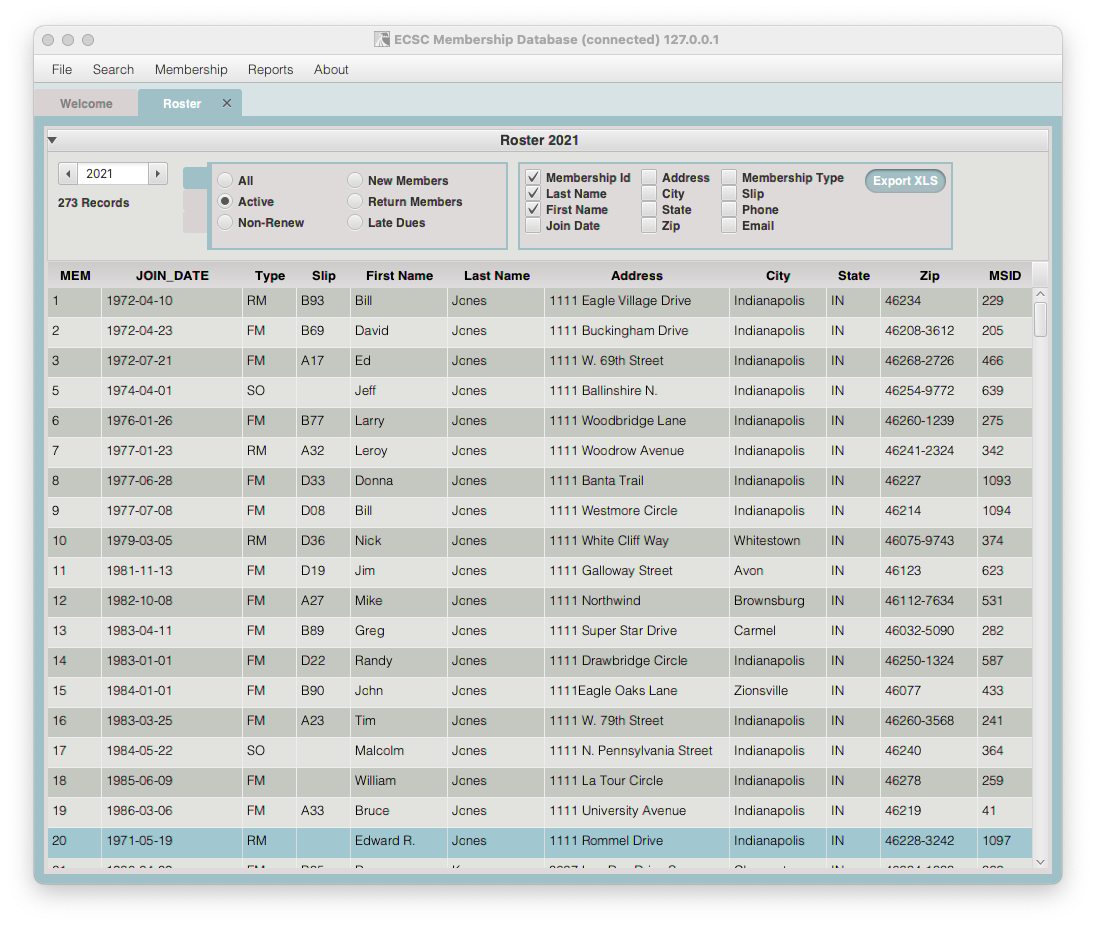 ECSC Membership Database (connected) 127.0.0.1
File Search Membership Reports About
Welcome Roster
Roster 2021
2021
273 Records
All New Members
Active Return Members
Non-Renew Late Dues
Membership Id Address Membership Type Export XLS
Last Name City Slip
First Name State Phone
Join Date Zip Email
MEM JOIN_DATE Type Slip First Name Last Name Address City State Zip MSID
1 1972-04-10 RM B93 Bill Jones 1111 Eagle Village Drive Indianapolis IN 46234 229
2 1972-04-23 FM B69 David Jones 1111 Buckingham Drive Indianapolis IN 46208-3612 205
3 1972-07-21 FM A17 Ed Jones 1111 W. 69th Street Indianapolis IN 46268-2726 466
5 1974-04-01 SO Jeff Jones 1111 Ballinshire N. Indianapolis IN 46254-9772 639
6 1976-01-26 FM B77 Larry Jones 1111 Woodbridge Lane Indianapolis IN 46260-1239 275
7 1977-01-23 RM A32 Leroy Jones 1111 Woodrow Avenue Indianapolis IN 46241-2324 342
8 1977-06-28 FM D33 Donna Jones 1111 Banta Trail Indianapolis IN 46227 1093
9 1977-07-08 FM D08 Bill Jones 1111 Westmore Circle Indianapolis IN 46214 1094
10 1979-03-05 RM D36 Nick Jones 1111 White Cliff Way Whitestown IN 46075-9743 374
11 1981-11-13 FM D19 Jim Jones 1111 Galloway Street Avon IN 46123 623
12 1982-10-08 FM A27 Mike Jones 1111 Northwind Brownsburg IN 46112-7634 531
13 1983-04-11 FM B89 Greg Jones 1111 Super Star Drive Carmel IN 46032-5090 282
14 1983-01-01 FM D22 Randy Jones 1111 Drawbridge Circle Indianapolis IN 46250-1324 587
15 1984-01-01 FM B90 John Jones 1111Eagle Oaks Lane Zionsville IN 46077 433
16 1983-03-25 FM A23 Tim Jones 1111 W. 79th Street Indianapolis IN 46260-3568 241
17 1984-05-22 SO Malcolm Jones 1111 N. Pennsylvania Street Indianapolis IN 46240 364
18 1985-06-09 FM William Jones 1111 La Tour Circle Indianapolis IN 46278 259
19 1986-03-06 FM A33 Bruce Jones 1111 University Avenue Indianapolis IN 46219 41
20 1971-05-19 RM Edward R. Jones 1111 Rommel Drive Indianapolis IN 46228-3242 1097